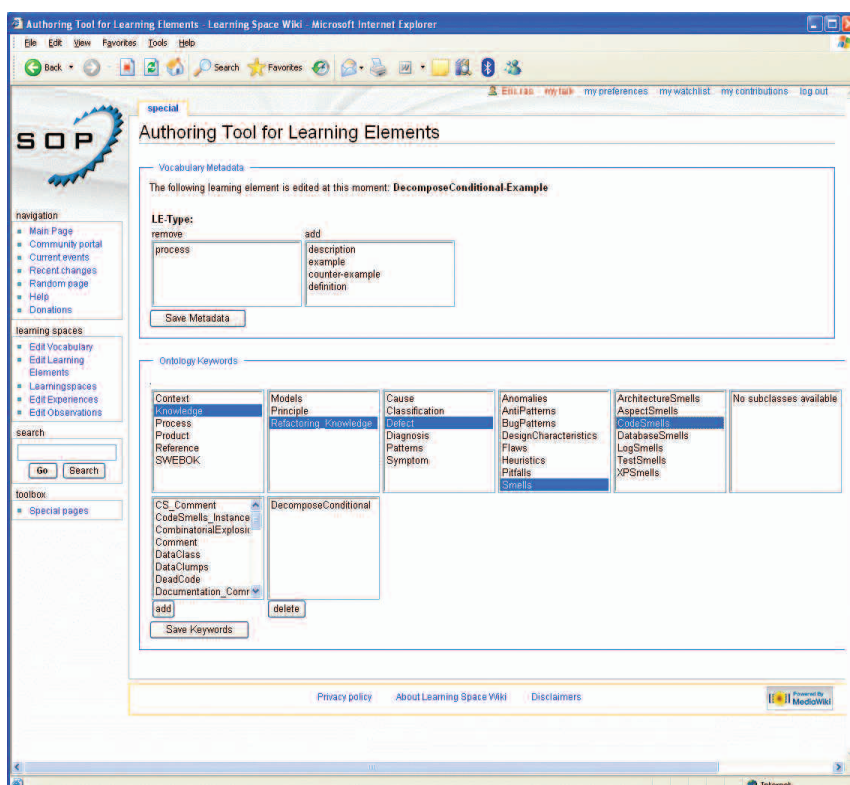 Authoring Tool for Learning Elements - Learning Space Wiki - Microsoft Internet Explorer
File Edit View Favorites Tools Help
Back Search Favorites
my talk my preferences my watchlist my contributions log out
special
SOP
Authoring Tool for Learning Elements
Vocabulary Metadata
The following learning element is edited at this moment: DecomposeConditional-Example
LE-Type:
remove add
process
description
example
counter-example
definition
Save Metadata
navigation
Main Page
Community portal
Current events
Recent changes
Random page
Help
Donations
learning spaces
Edit Vocabulary
Edit Learning
Elements
Learningspaces
Edit Experiences
Edit Observations
search
Go Search
toolbox
Special pages
Ontology Keywords
Context
Knowledge
Process
Product
Reference
SWEBOK
Models
Principle
Refactoring_Knowledge
Cause
Classification
Defect
Diagnosis
Patterns
Symptom
Anomalies
AntiPatterns
BugPatterns
DesignCharacteristics
Flaws
Heuristics
Pitfalls
Smells
ArchitectureSmells
AspectSmells
CodeSmells
DatabaseSmells
LogSmells
TestSmells
XPSmells
No subclasses available
CS_Comment
CodeSmells_Instance
CombinatorialExplosi
Comment
DataClass
DataClumps
DeadCode
Documentation_Com
DecomposeConditional
add delete
Save Keywords
Privacy policy About Learning Space Wiki Disclaimers
Powered By
MediaWiki